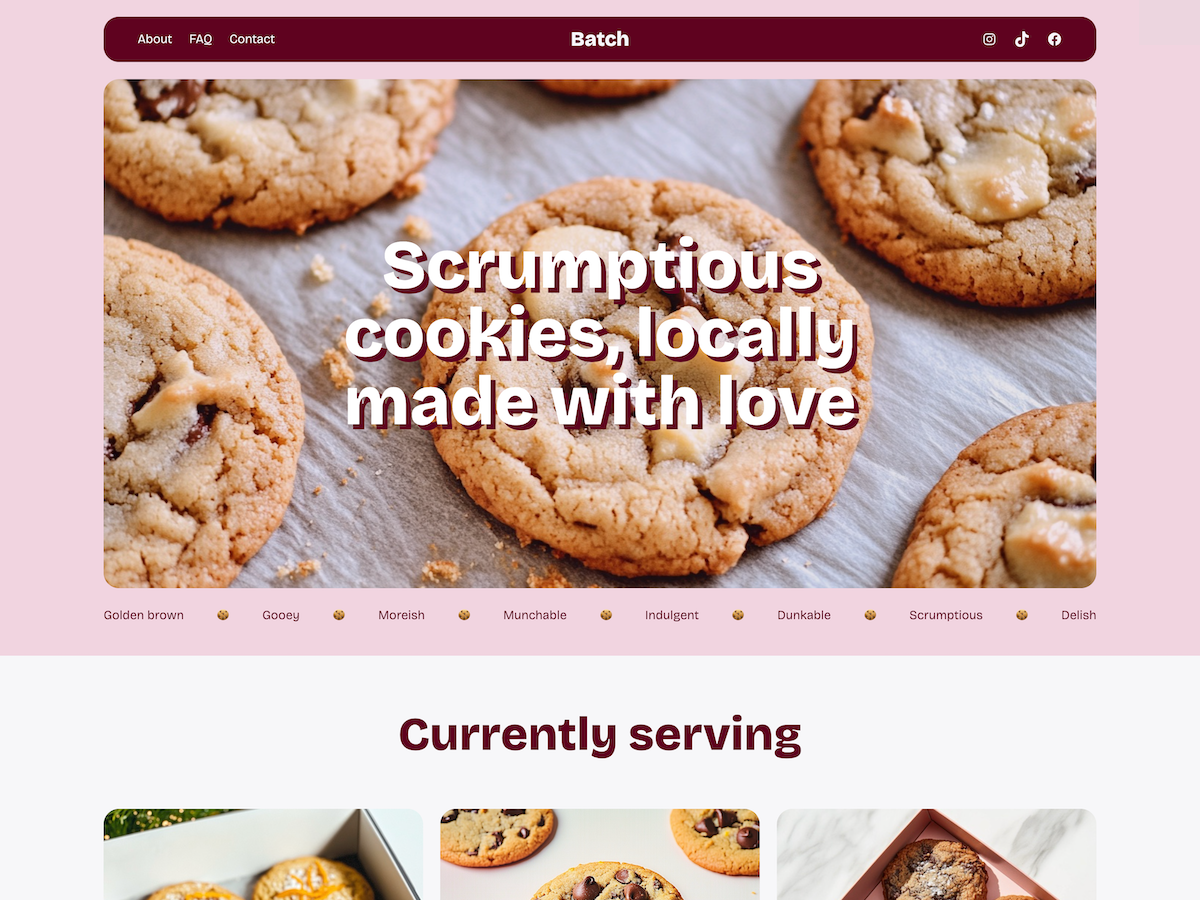 About FAQ Contact Batch
Scrumptious
cookies, locally
made with love
Golden brown Gooey Moreish Munchable Indulgent Dunkable Scrumptious Delish
Currently serving